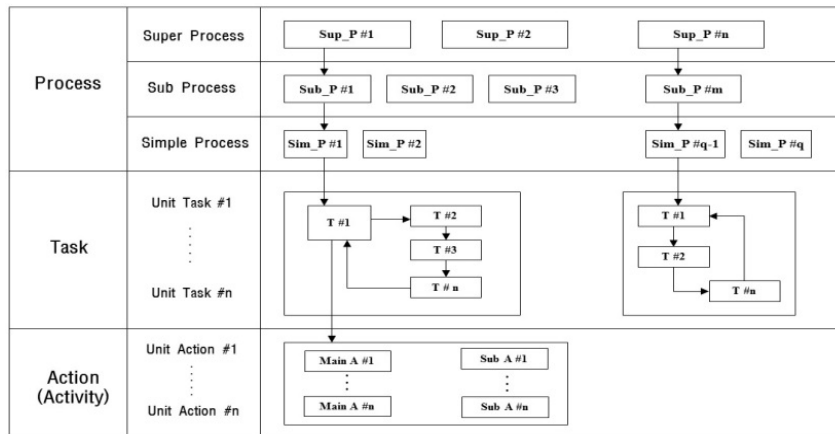 Process
Super Process
Sup_P #1
Sup_P #2
Sup_P #n
Sub Process
Sub_P #1
Sub_P #2
Sub_P #3
Sub_P #m
Simple Process
Sim_P #1
Sim_P #2
Sim_P #q-1
Sim_P #q
Task
Unit Task #1
Unit Task #n
T #1
T #2
T #3
T # n
T #1
T #2
T #n
Action
(Activity)
Unit Action #1
Unit Action #n
Main A #1
Sub A #1
Main A #n
Sub A #n